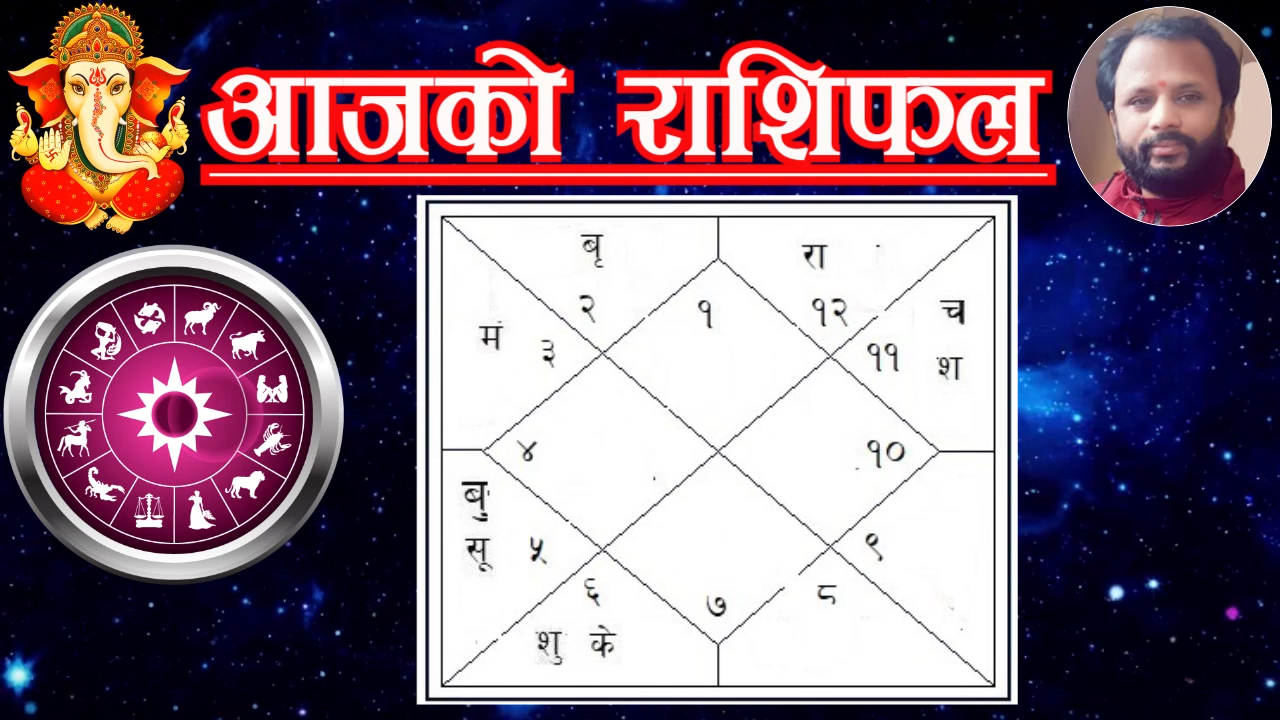 आजको राशिफल
बृ
रा
२
१
१२
च
मं
३
११
श
४
१०
बु
सू
५
९
६
७
८
शु के